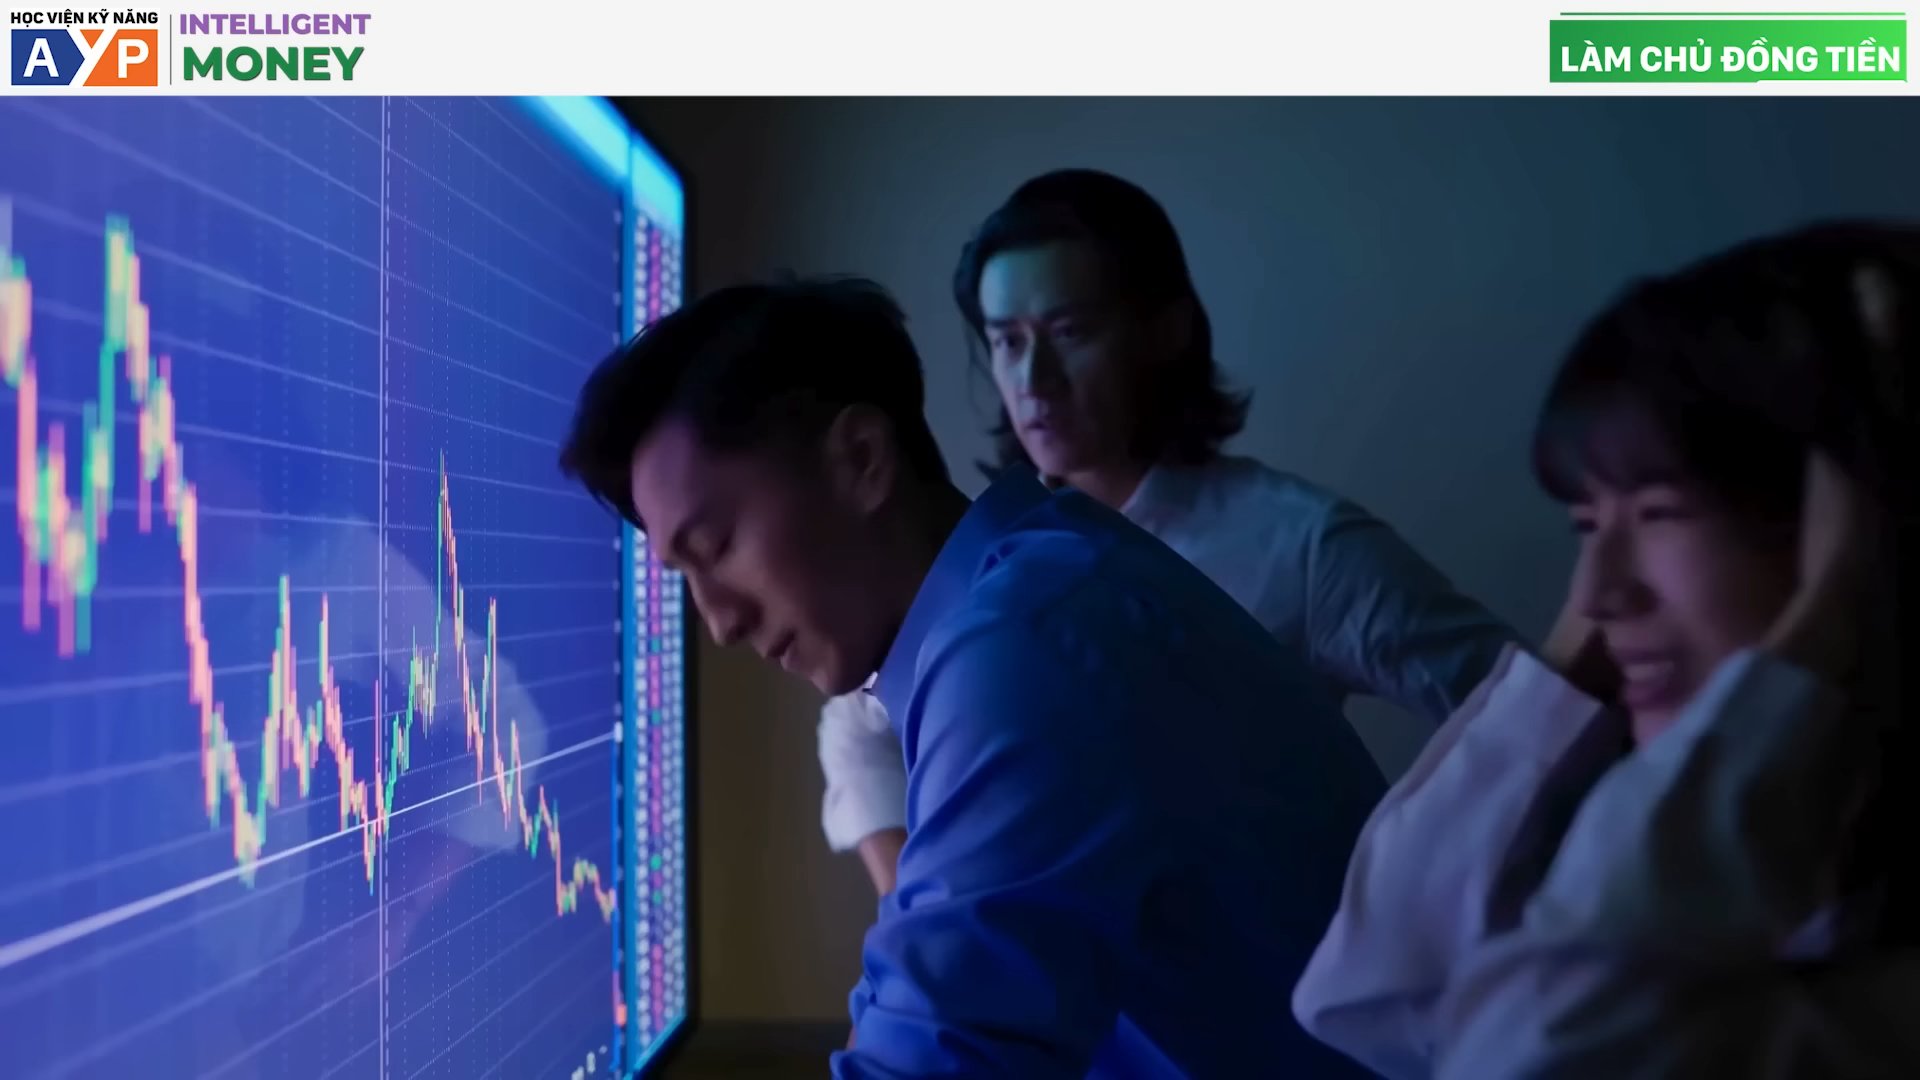 HỌC VIỆN KỸ NĂNG
AYP
INTELLIGENT
MONEY
LÀM CHỦ ĐỒNG TIỀN